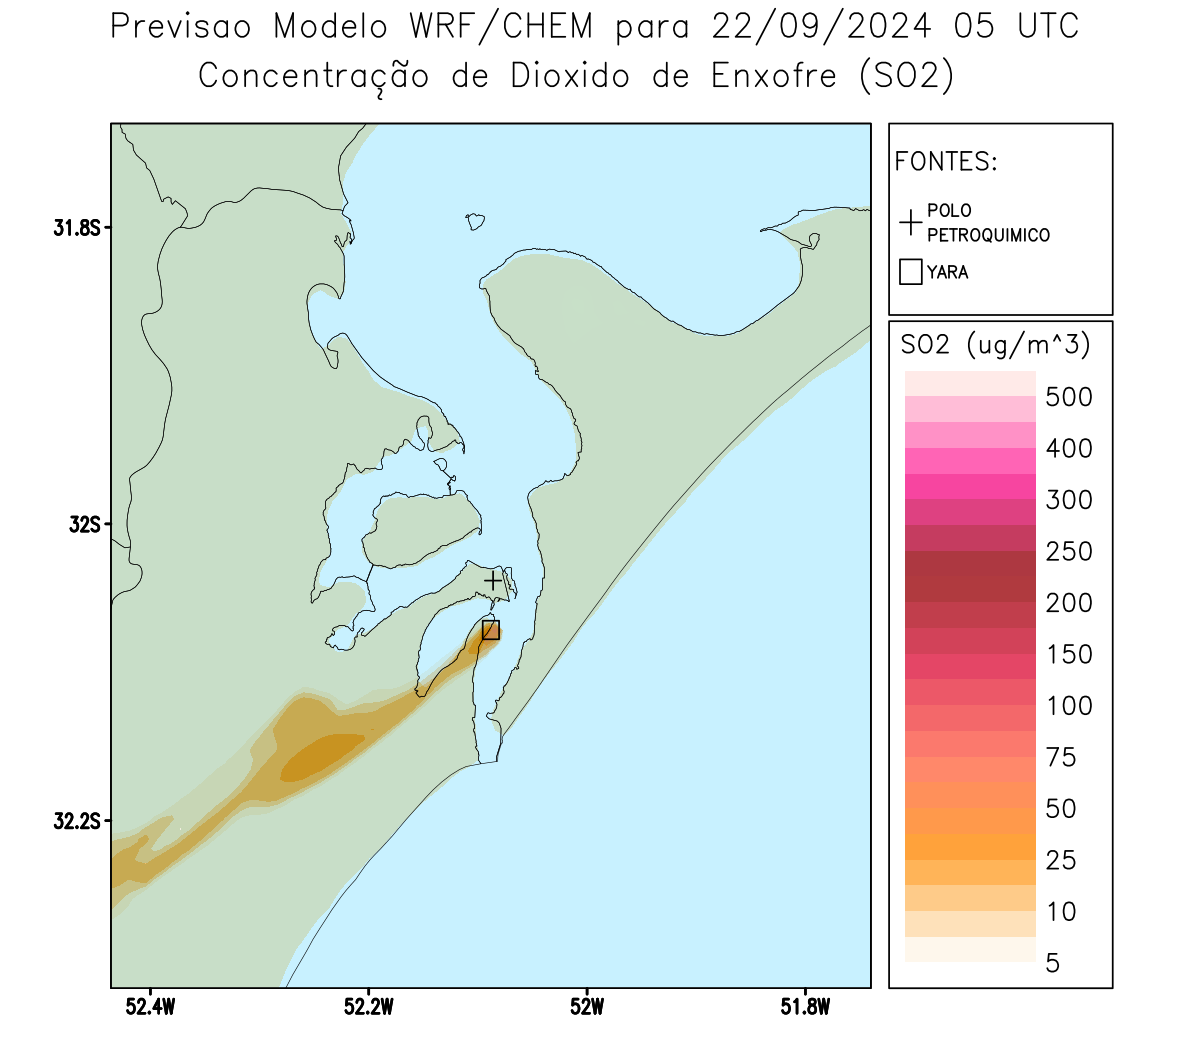 Previsao Modelo WRF/CHEM para 22/09/2024 05 UTC
Concentração de Dioxido de Enxofre (SO2)
FONTES:
POLO
PETROQUIMICO
YARA
SO2 (ug/m^3)
500
400
300
250
200
150
100
75
50
25
10
5
31.8S
32S
32.2S
52.4W
52.2W
52W
51.8W